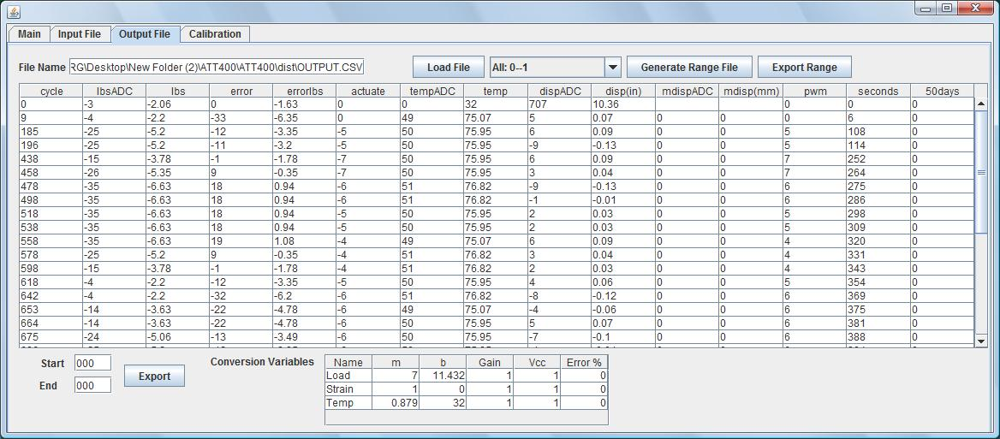 Main Input File Output File Calibration
File Name RG\Desktop\New Folder (2)\ATT400\ATT400\dist\OUTPUT.CSV Load File All: 0--1 Generate Range File Export Range
cycle lbsADC lbs error errorlbs actuate tempADC temp dispADC disp(in) mdispADC mdisp(mm) pwm seconds 50days
0 -3 -2.06 0 -1.63 0 0 32 707 10.36 0 0 0
9 -4 -2.2 -33 -6.35 0 49 75.07 5 0.07 0 0 0 6 0
185 -25 -5.2 -12 -3.35 -5 50 75.95 6 0.09 0 0 5 108 0
196 -25 -5.2 -11 -3.2 -5 50 75.95 -9 -0.13 0 0 5 114 0
438 -15 -3.78 -1 -1.78 -7 50 75.95 6 0.09 0 0 7 252 0
458 -26 -5.35 9 -0.35 -7 50 75.95 3 0.04 0 0 7 264 0
478 -35 -6.63 18 0.94 -6 51 76.82 -9 -0.13 0 0 6 275 0
498 -35 -6.63 18 0.94 -6 51 76.82 -1 -0.01 0 0 6 286 0
518 -35 -6.63 18 0.94 -5 50 75.95 2 0.03 0 0 5 298 0
538 -35 -6.63 18 0.94 -5 50 75.95 2 0.03 0 0 5 309 0
558 -35 -6.63 19 1.08 -4 49 75.07 6 0.09 0 0 4 320 0
578 -25 -5.2 9 -0.35 -4 51 76.82 3 0.04 0 0 4 331 0
598 -15 -3.78 -1 -1.78 -4 51 76.82 2 0.03 0 0 4 343 0
618 -4 -2.2 -12 -3.35 -5 50 75.95 4 0.06 0 0 5 354 0
642 -4 -2.2 -32 -6.2 -6 51 76.82 -8 -0.12 0 0 6 369 0
653 -14 -3.63 -22 -4.78 -6 49 75.07 -4 -0.06 0 0 6 375 0
664 -14 -3.63 -22 -4.78 -6 50 75.95 5 0.07 0 0 6 381 0
675 -24 -5.06 -13 -3.49 -6 50 75.95 -7 -0.1 0 0 6 388 0
Start 000
End 000
Export
Conversion Variables
Name m b Gain Vcc Error %
Load 7 11.432 1 1 0
Strain 1 0 1 1 0
Temp 0.879 32 1 1 0